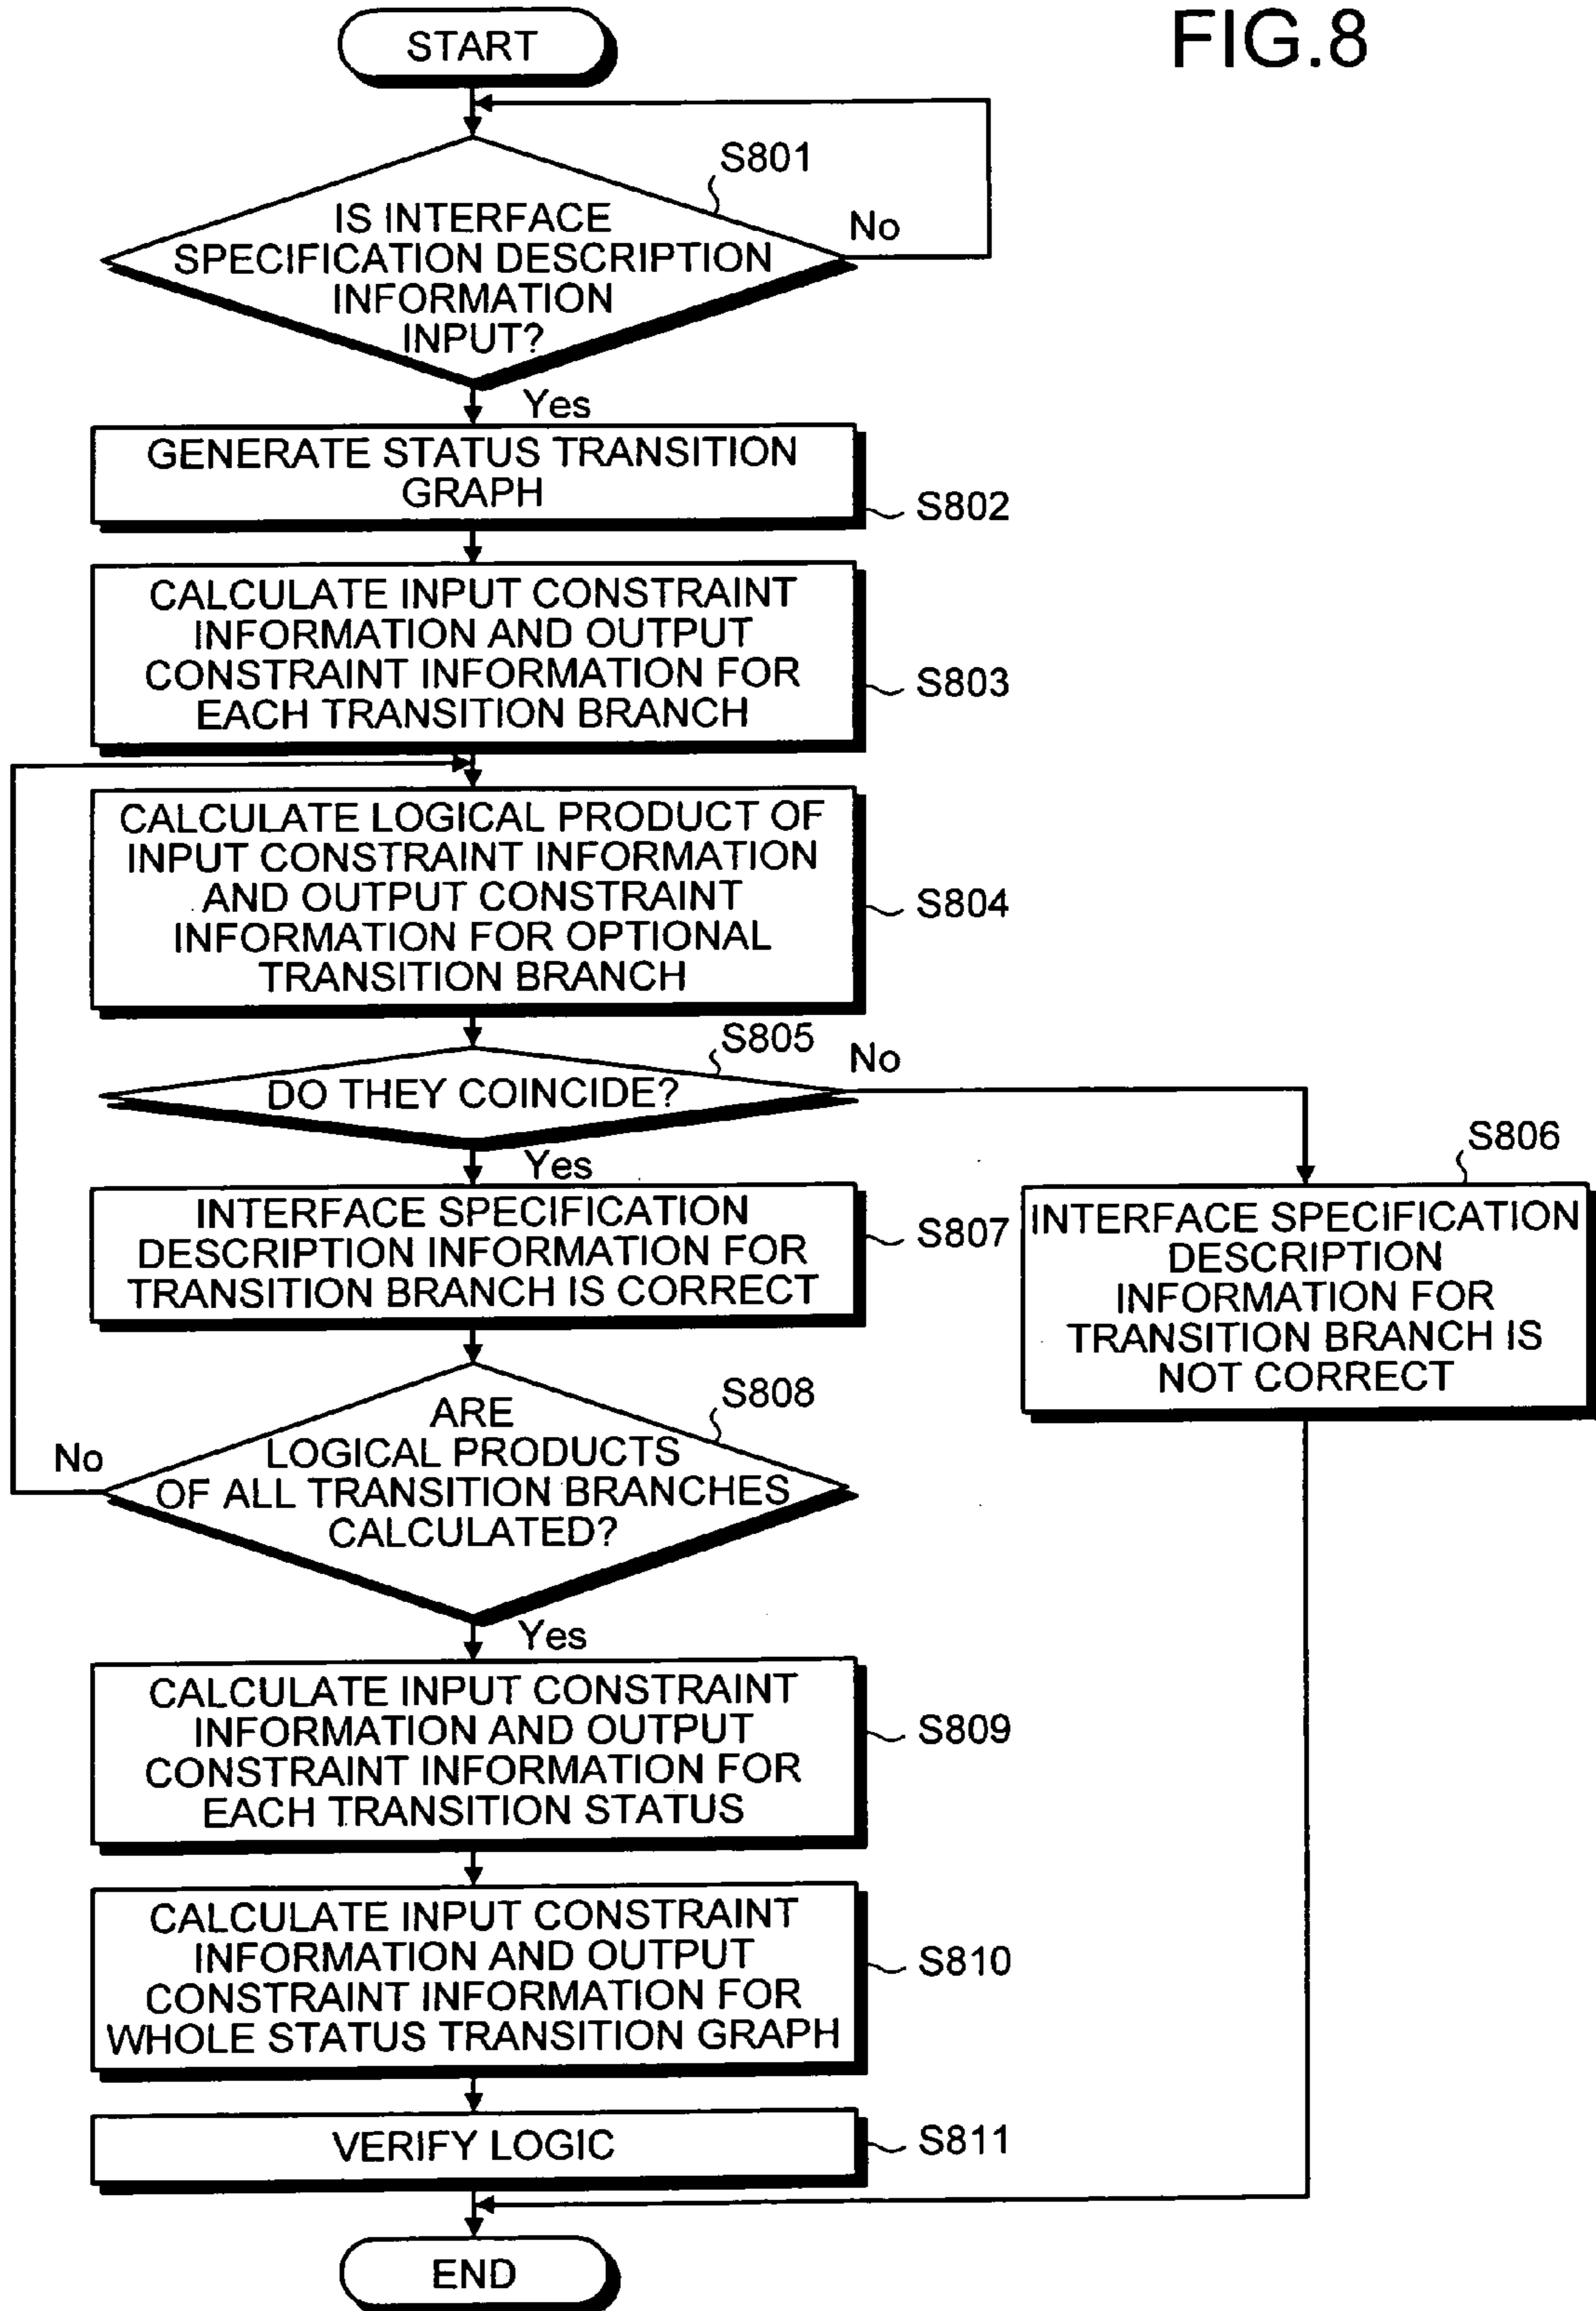 FIG.8
START
S801
IS INTERFACE
SPECIFICATION DESCRIPTION
INFORMATION
INPUT?
No
Yes
GENERATE STATUS TRANSITION
GRAPH
S802
CALCULATE INPUT CONSTRAINT
INFORMATION AND OUTPUT
CONSTRAINT INFORMATION FOR
EACH TRANSITION BRANCH
S803
CALCULATE LOGICAL PRODUCT OF
INPUT CONSTRAINT INFORMATION
AND OUTPUT CONSTRAINT
INFORMATION FOR OPTIONAL
TRANSITION BRANCH
S804
S805
DO THEY COINCIDE?
No
Yes
S806
INTERFACE SPECIFICATION
DESCRIPTION
INFORMATION FOR
TRANSITION BRANCH IS
NOT CORRECT
INTERFACE SPECIFICATION
DESCRIPTION INFORMATION FOR
TRANSITION BRANCH IS CORRECT
S807
S808
ARE
LOGICAL PRODUCTS
OF ALL TRANSITION BRANCHES
CALCULATED?
No
Yes
CALCULATE INPUT CONSTRAINT
INFORMATION AND OUTPUT
CONSTRAINT INFORMATION FOR
EACH TRANSITION STATUS
S809
CALCULATE INPUT CONSTRAINT
INFORMATION AND OUTPUT
CONSTRAINT INFORMATION FOR
WHOLE STATUS TRANSITION GRAPH
S810
VERIFY LOGIC
S811
END